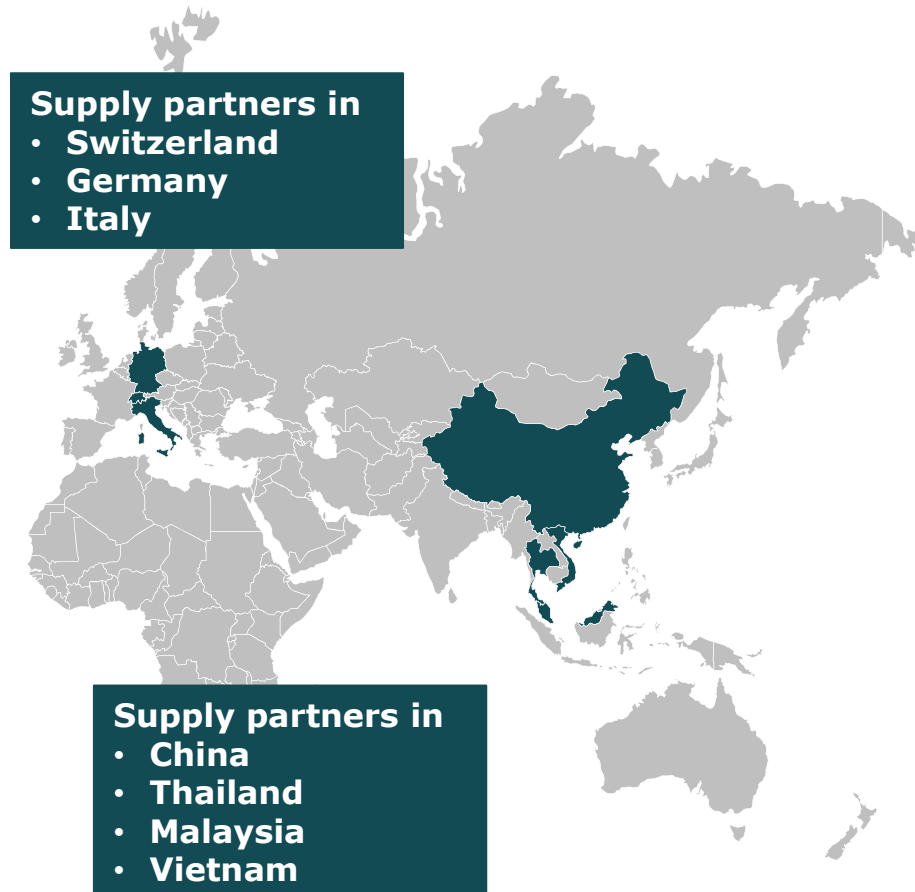 Supply partners in
• Switzerland
• Germany
• Italy
Supply partners in
• China
• Thailand
• Malaysia
• Vietnam